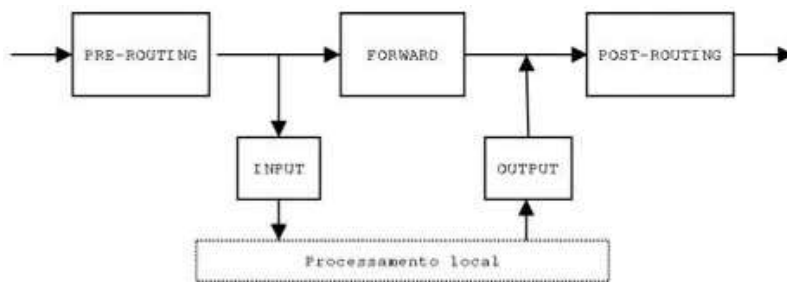 PRE-ROUTING
FORWARD
POST-ROUTING
INPUT
OUTPUT
Processamento local